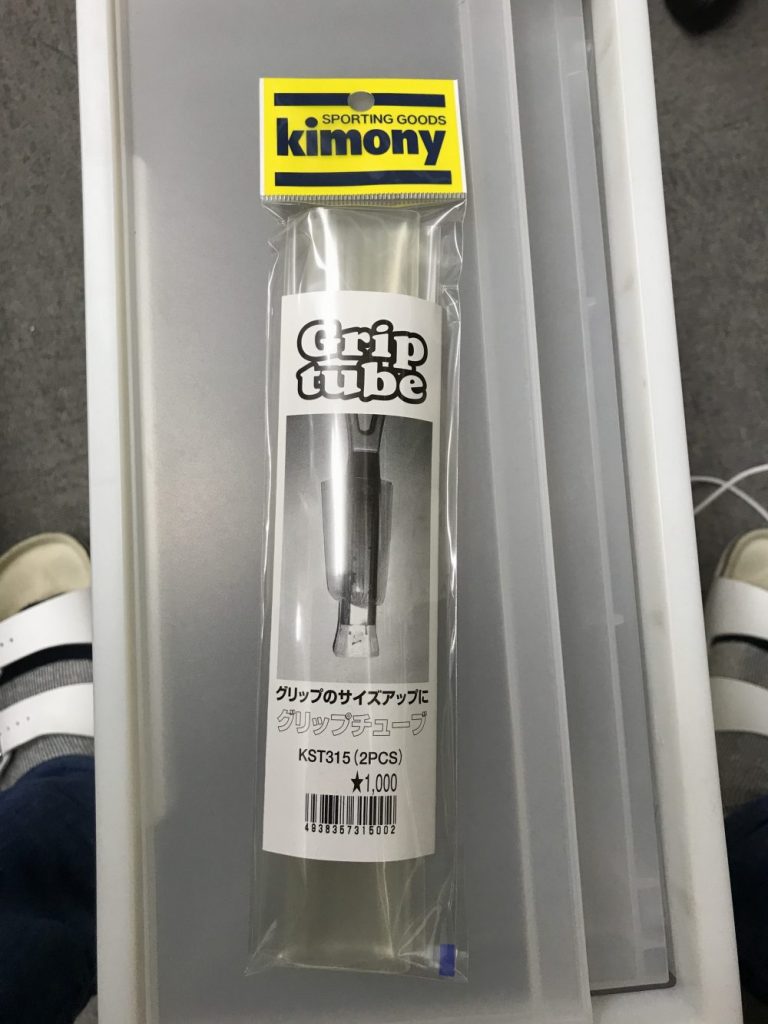 SPORTING GOODS
kimony
Grip
tube
グリップのサイズアップに
グリップチューブ
KST315(2PCS)
★1,000
4938357315002